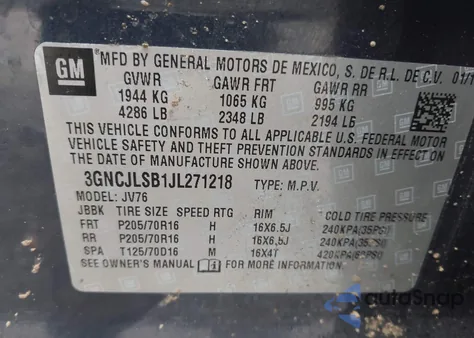 GM
*MFD BY GENERAL MOTORS DE MEXICO, S. DE R.L. DE C.V. 01/1
GVWR GAWR FRT GAWR RR
1944 KG 1065 KG 995 KG
4286 LB 2348 LB 2194 LB
THIS VEHICLE CONFORMS TO ALL APPLICABLE U.S. FEDERAL MOTOR
VEHICLE SAFETY AND THEFT PREVENTION STANDARDS IN EFFECT ON THE
DATE OF MANUFACTURE SHOWN ABOVE.
3GNCJLSB1JL271218 TYPE: M.P.V.
MODEL: JV76
JBBK TIRE SIZE SPEED RTG RIM COLD TIRE PRESSURE
FRT P205/70R16 H 16X6.5J 240KPA(35PSI)
RR P205/70R16 H 16X6.5J 240KPA(35PSI)
SPA T125/70D16 M 16X4T 420KPA(60PSI)
SEE OWNER'S MANUAL FOR MORE INFORMATION.
autoSnap